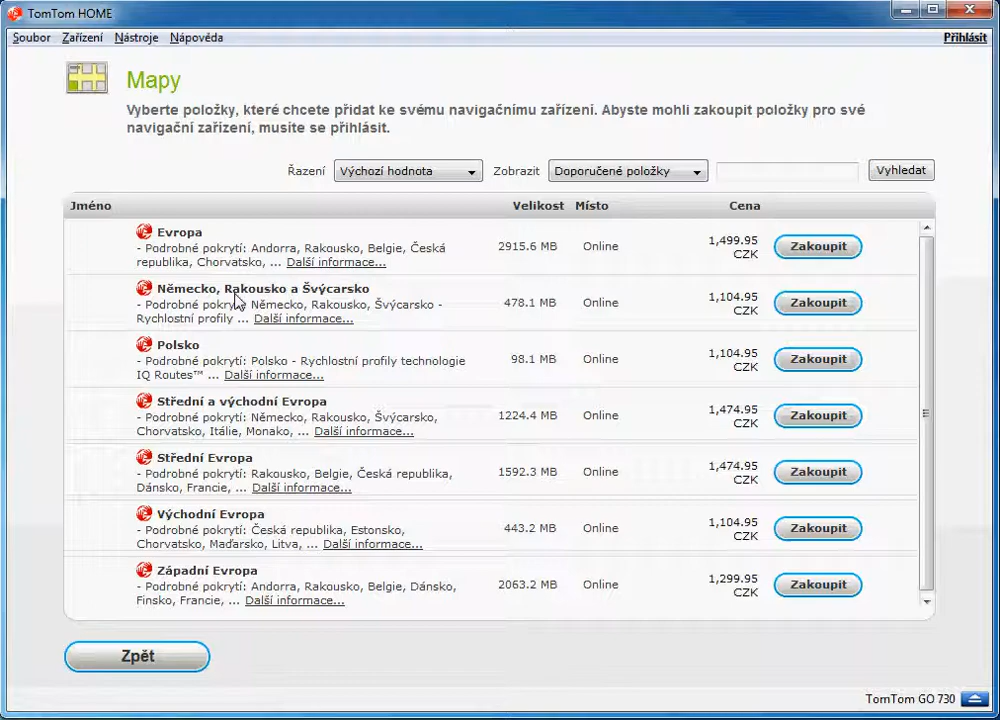 TomTom HOME
Soubor Zařízení Nástroje Nápověda Přihlásit
Mapy
Vyberte položky, které chcete přidat ke svému navigačnímu zařízení. Abyste mohli zakoupit položky pro své
navigační zařízení, musíte se přihlásit.
Řazení Výchozí hodnota Zobrazit Doporučené položky Vyhledat
Jméno Velikost Místo Cena
Evropa
- Podrobné pokrytí: Andorra, Rakousko, Belgie, Česká
republika, Chorvatsko, ... Další informace...
2915.6 MB Online 1,499.95
CZK
Zakoupit
Německo, Rakousko a Švýcarsko
- Podrobné pokrytí: Německo, Rakousko, Švýcarsko -
Rychlostní profily ... Další informace...
478.1 MB Online 1,104.95
CZK
Zakoupit
Polsko
- Podrobné pokrytí: Polsko - Rychlostní profily technologie
IQ Routes™ ... Další informace...
98.1 MB Online 1,104.95
CZK
Zakoupit
Střední a východní Evropa
- Podrobné pokrytí: Německo, Rakousko, Švýcarsko,
Chorvatsko, Itálie, Monako, ... Další informace...
1224.4 MB Online 1,474.95
CZK
Zakoupit
Střední Evropa
- Podrobné pokrytí: Rakousko, Belgie, Česká republika,
Dánsko, Francie, ... Další informace...
1592.3 MB Online 1,474.95
CZK
Zakoupit
Východní Evropa
- Podrobné pokrytí: Česká republika, Estonsko,
Chorvatsko, Maďarsko, Litva, ... Další informace...
443.2 MB Online 1,104.95
CZK
Zakoupit
Západní Evropa
- Podrobné pokrytí: Andorra, Rakousko, Belgie, Dánsko,
Finsko, Francie, ... Další informace...
2063.2 MB Online 1,299.95
CZK
Zakoupit
Zpět
TomTom GO 730